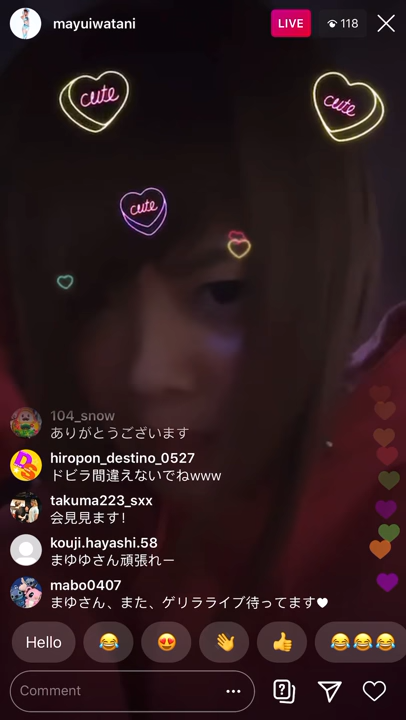 mayuiwatani
LIVE
118
cute
cute
cute
104_snow
ありがとうございます
hiropon_destino_0527
ドビラ間違えないでねwww
takuma223_sxx
会見見ます!
kouji.hayashi.58
まゆゆさん頑張れー
mabo0407
まゆさん、また、ゲリラライブ待ってます♥
Hello 😂 😍 👋 👍 😂😂😂
Comment